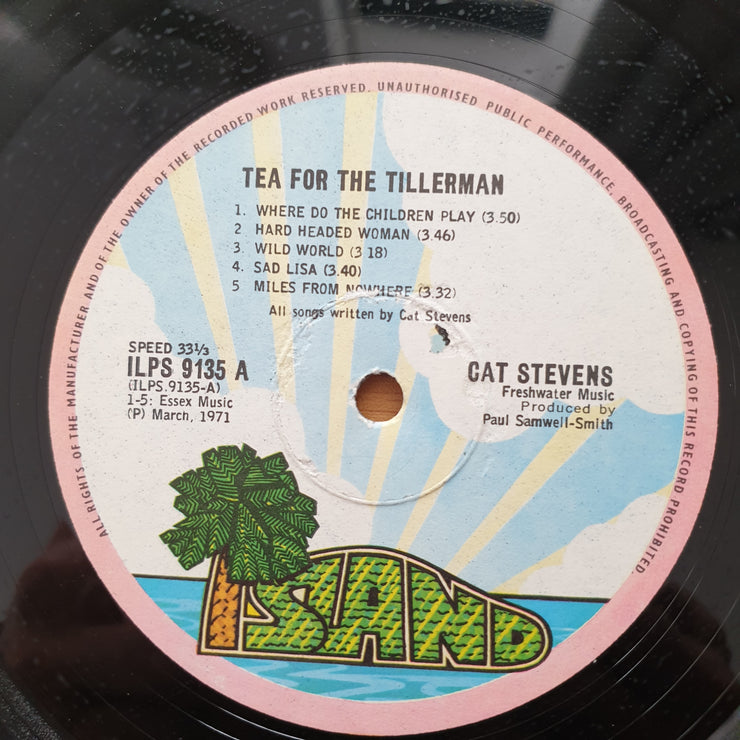 ALL RIGHTS OF THE MANUFACTURER AND OF THE OWNER OF THE RECORDED WORK RESERVED. UNAUTHORISED PUBLIC PERFORMANCE, BROADCASTING AND COPYING OF THIS RECORD PROHIBITED.
TEA FOR THE TILLERMAN
1. WHERE DO THE CHILDREN PLAY (3.50)
2 HARD HEADED WOMAN (3.46)
3. WILD WORLD (3 18)
4. SAD LISA (3.40)
5 MILES FROM NOWHERE (3.32)
All songs written by Cat Stevens
SPEED 33⅓
ILPS 9135 A
(ILPS.9135-A)
1-5: Essex Music
(P) March, 1971
CAT STEVENS
Freshwater Music
Produced by
Paul Samwell-Smith
ISLAND